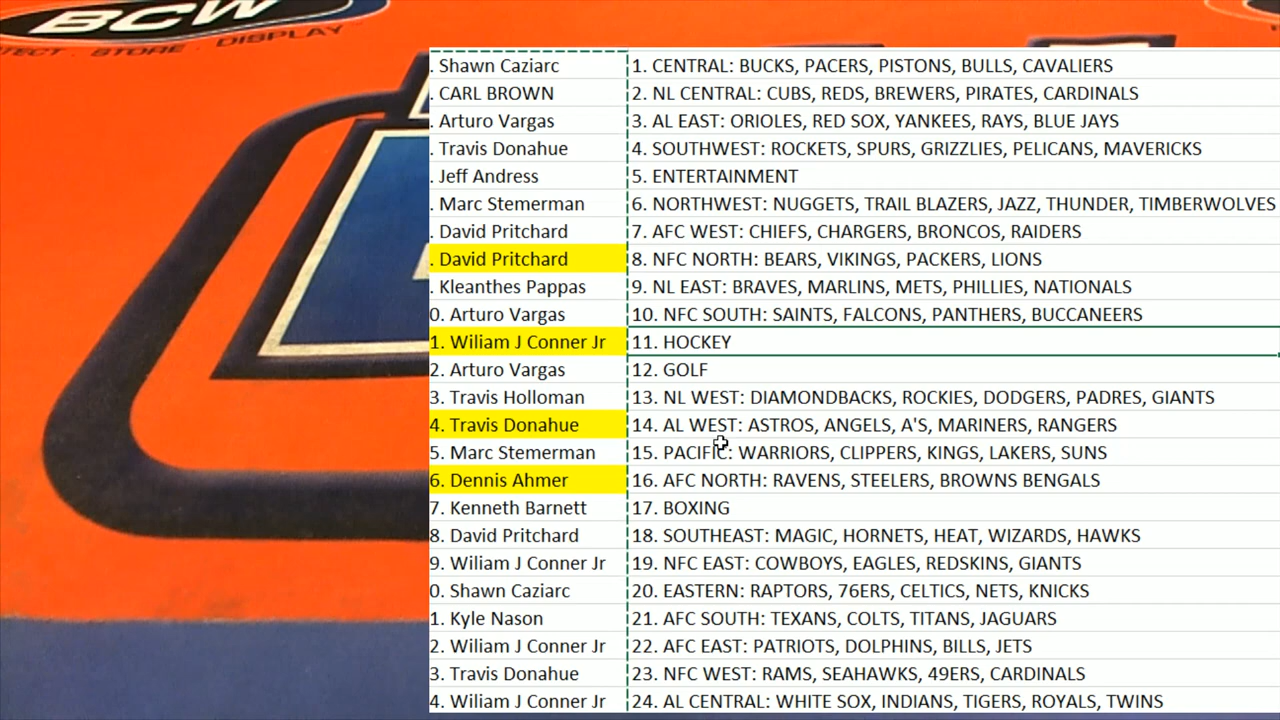 BCW
TECT . STORE . DISPLAY
. Shawn Caziarc 1. CENTRAL: BUCKS, PACERS, PISTONS, BULLS, CAVALIERS
. CARL BROWN 2. NL CENTRAL: CUBS, REDS, BREWERS, PIRATES, CARDINALS
. Arturo Vargas 3. AL EAST: ORIOLES, RED SOX, YANKEES, RAYS, BLUE JAYS
. Travis Donahue 4. SOUTHWEST: ROCKETS, SPURS, GRIZZLIES, PELICANS, MAVERICKS
. Jeff Andress 5. ENTERTAINMENT
. Marc Stemerman 6. NORTHWEST: NUGGETS, TRAIL BLAZERS, JAZZ, THUNDER, TIMBERWOLVES
. David Pritchard 7. AFC WEST: CHIEFS, CHARGERS, BRONCOS, RAIDERS
. David Pritchard 8. NFC NORTH: BEARS, VIKINGS, PACKERS, LIONS
. Kleanthes Pappas 9. NL EAST: BRAVES, MARLINS, METS, PHILLIES, NATIONALS
0. Arturo Vargas 10. NFC SOUTH: SAINTS, FALCONS, PANTHERS, BUCCANEERS
1. Wiliam J Conner Jr 11. HOCKEY
2. Arturo Vargas 12. GOLF
3. Travis Holloman 13. NL WEST: DIAMONDBACKS, ROCKIES, DODGERS, PADRES, GIANTS
4. Travis Donahue 14. AL WEST: ASTROS, ANGELS, A'S, MARINERS, RANGERS
5. Marc Stemerman 15. PACIFIC: WARRIORS, CLIPPERS, KINGS, LAKERS, SUNS
6. Dennis Ahmer 16. AFC NORTH: RAVENS, STEELERS, BROWNS BENGALS
7. Kenneth Barnett 17. BOXING
8. David Pritchard 18. SOUTHEAST: MAGIC, HORNETS, HEAT, WIZARDS, HAWKS
9. Wiliam J Conner Jr 19. NFC EAST: COWBOYS, EAGLES, REDSKINS, GIANTS
0. Shawn Caziarc 20. EASTERN: RAPTORS, 76ERS, CELTICS, NETS, KNICKS
1. Kyle Nason 21. AFC SOUTH: TEXANS, COLTS, TITANS, JAGUARS
2. Wiliam J Conner Jr 22. AFC EAST: PATRIOTS, DOLPHINS, BILLS, JETS
3. Travis Donahue 23. NFC WEST: RAMS, SEAHAWKS, 49ERS, CARDINALS
4. Wiliam J Conner Jr 24. AL CENTRAL: WHITE SOX, INDIANS, TIGERS, ROYALS, TWINS